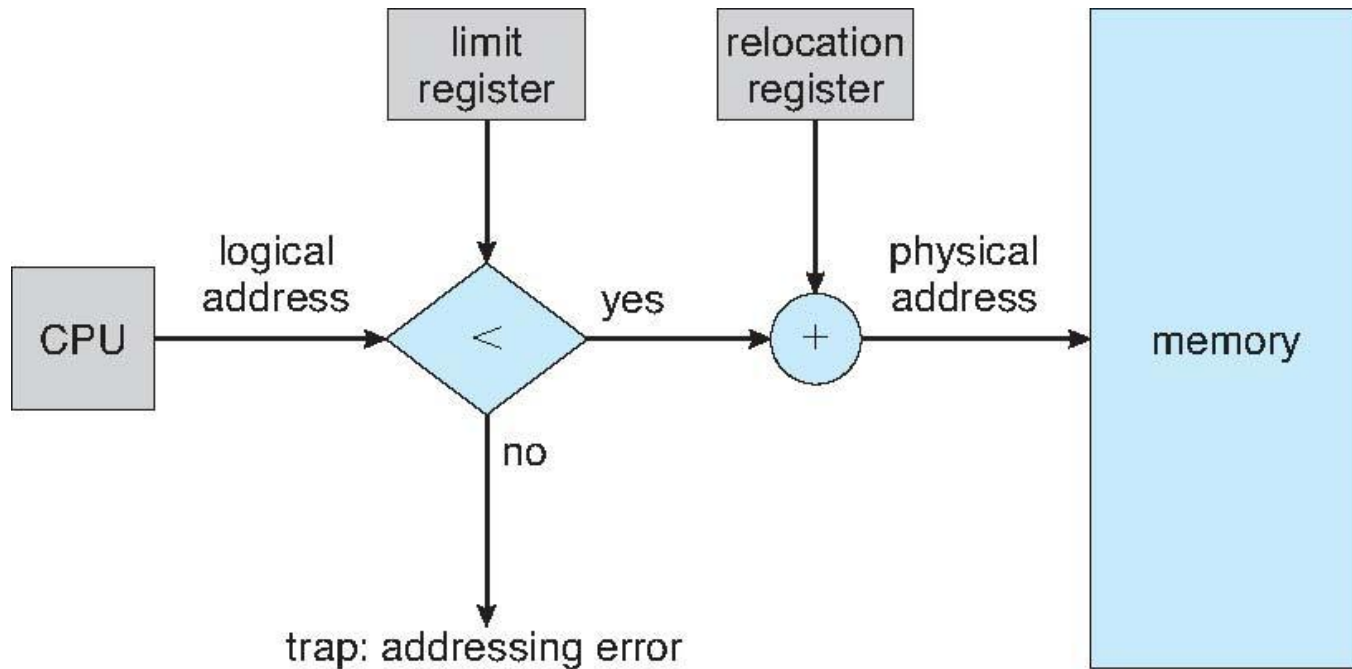 limit
register
relocation
register
logical
address
physical
address
CPU
<
yes
+
memory
no
trap: addressing error